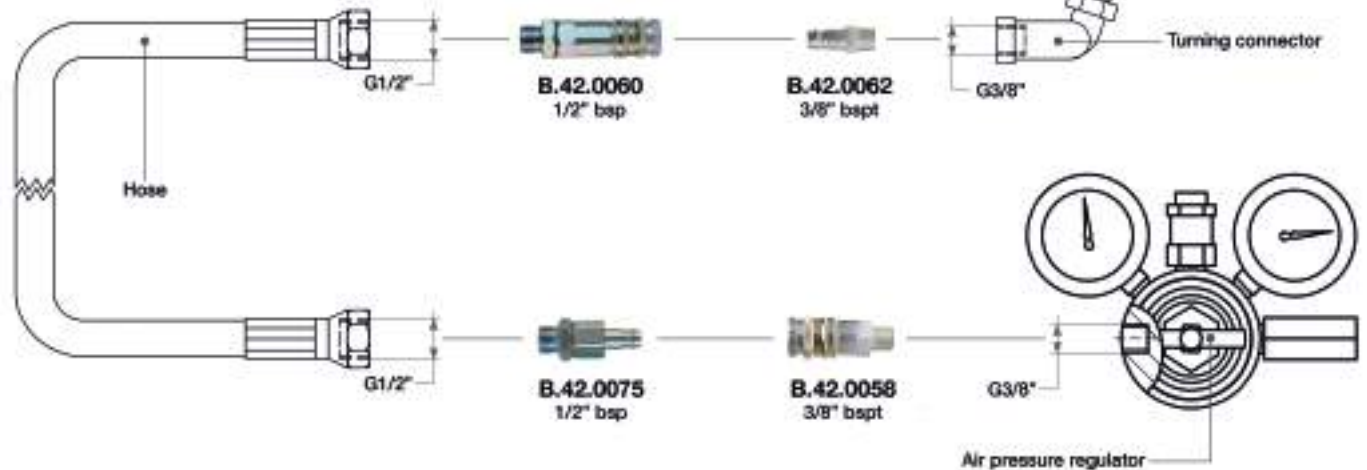 Turning connector
G1/2"
B.42.0060
1/2" bsp
B.42.0062
3/8" bspt
G3/8"
Hose
G1/2"
B.42.0075
1/2" bsp
B.42.0058
3/8" bspt
G3/8"
Air pressure regulator